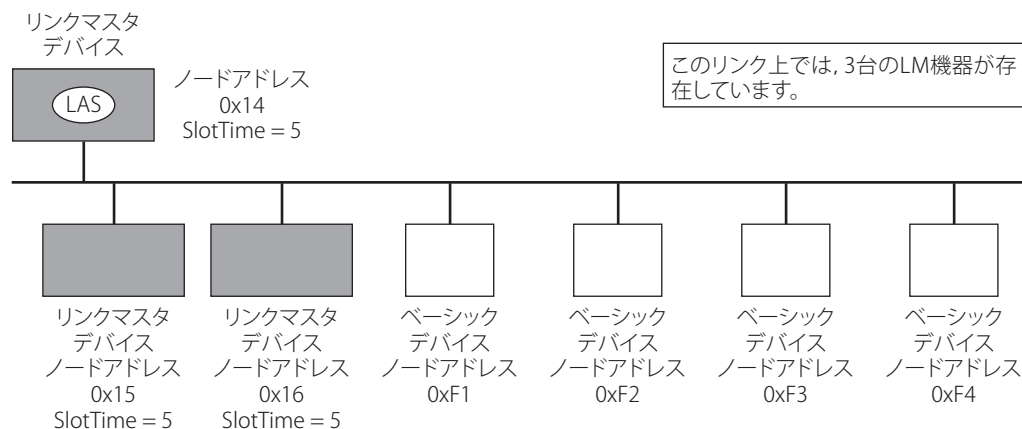 リンクマスタ
デバイス
LAS
ノードアドレス
0x14
SlotTime = 5
このリンク上では, 3台のLM機器が存
在しています。
リンクマスタ
デバイス
ノードアドレス
0x15
SlotTime = 5
リンクマスタ
デバイス
ノードアドレス
0x16
SlotTime = 5
ベーシック
デバイス
ノードアドレス
0xF1
ベーシック
デバイス
ノードアドレス
0xF2
ベーシック
デバイス
ノードアドレス
0xF3
ベーシック
デバイス
ノードアドレス
0xF4